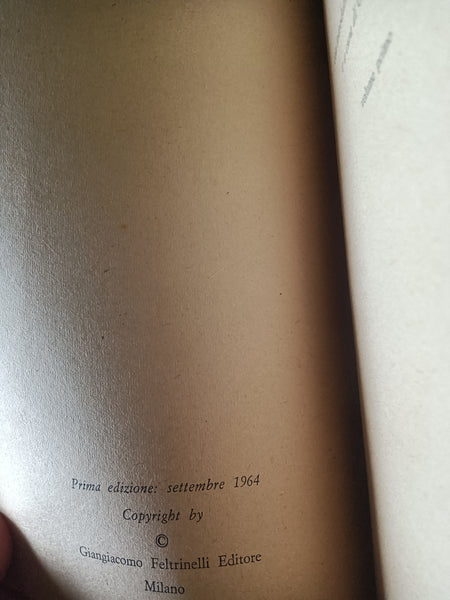 Prima edizione: settembre 1964
Copyright by
©
Giangiacomo Feltrinelli Editore
Milano